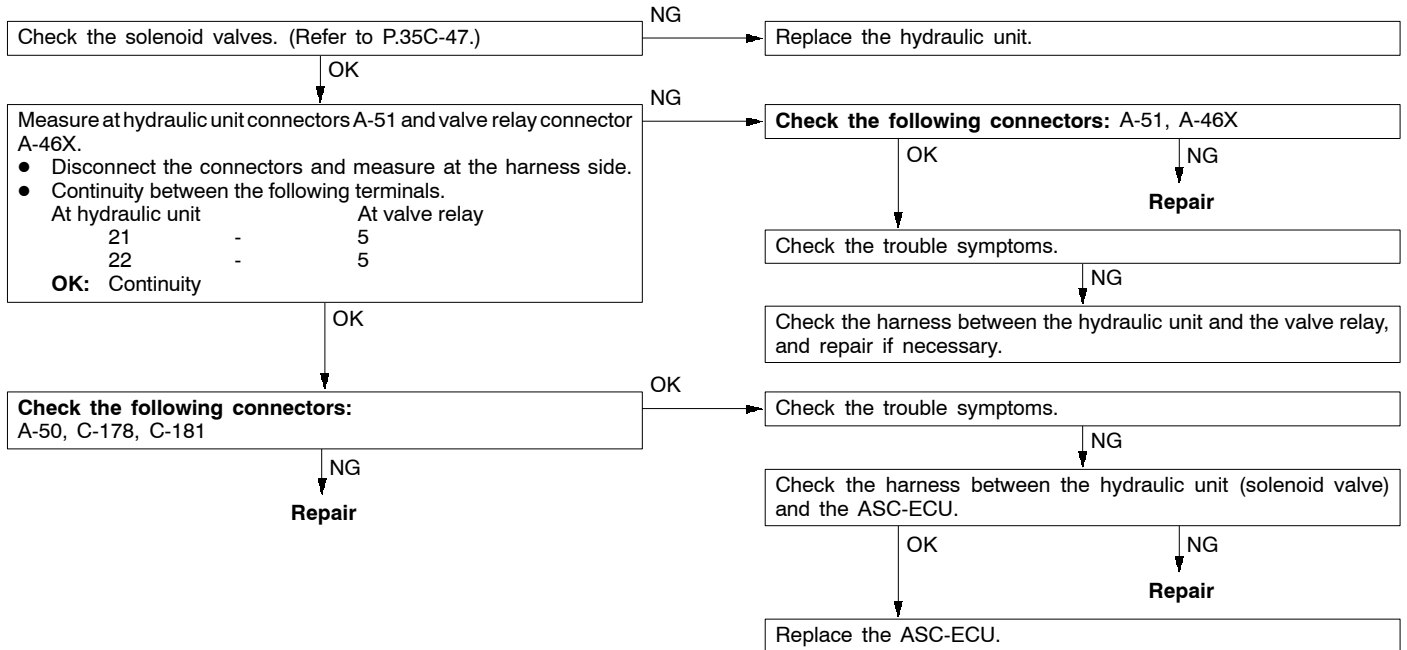 Check the solenoid valves. (Refer to P.35C-47.)
NG
Replace the hydraulic unit.
OK
Measure at hydraulic unit connectors A-51 and valve relay connector
A-46X.
● Disconnect the connectors and measure at the harness side.
● Continuity between the following terminals.
At hydraulic unit At valve relay
21 - 5
22 - 5
OK: Continuity
NG
Check the following connectors: A-51, A-46X
OK
NG
Repair
Check the trouble symptoms.
NG
Check the harness between the hydraulic unit and the valve relay,
and repair if necessary.
OK
Check the following connectors:
A-50, C-178, C-181
NG
Repair
OK
Check the trouble symptoms.
NG
Check the harness between the hydraulic unit (solenoid valve)
and the ASC-ECU.
OK
NG
Repair
Replace the ASC-ECU.